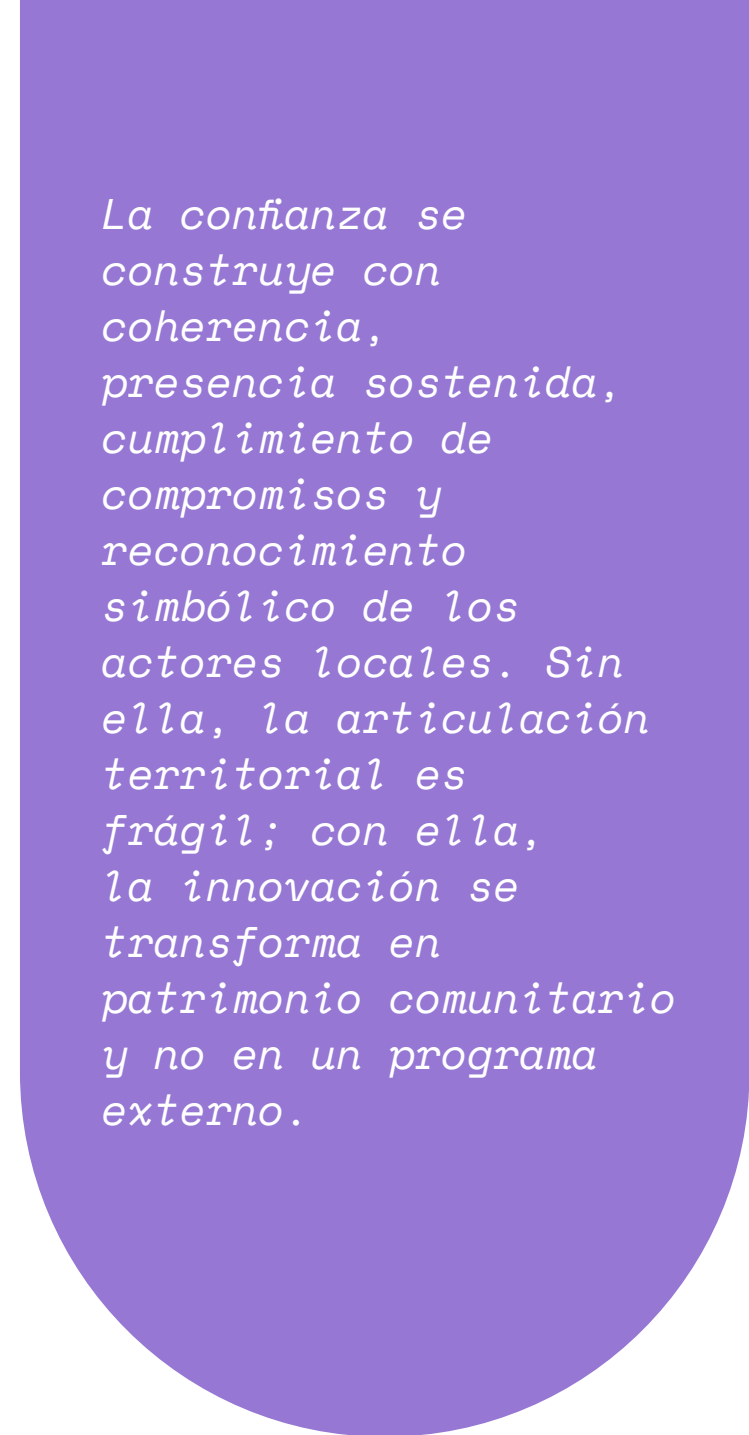 La confianza se
construye con
coherencia,
presencia sostenida,
cumplimiento de
compromisos y
reconocimiento
simbólico de los
actores locales. Sin
ella, la articulación
territorial es
frágil; con ella,
la innovación se
transforma en
patrimonio comunitario
y no en un programa
externo.